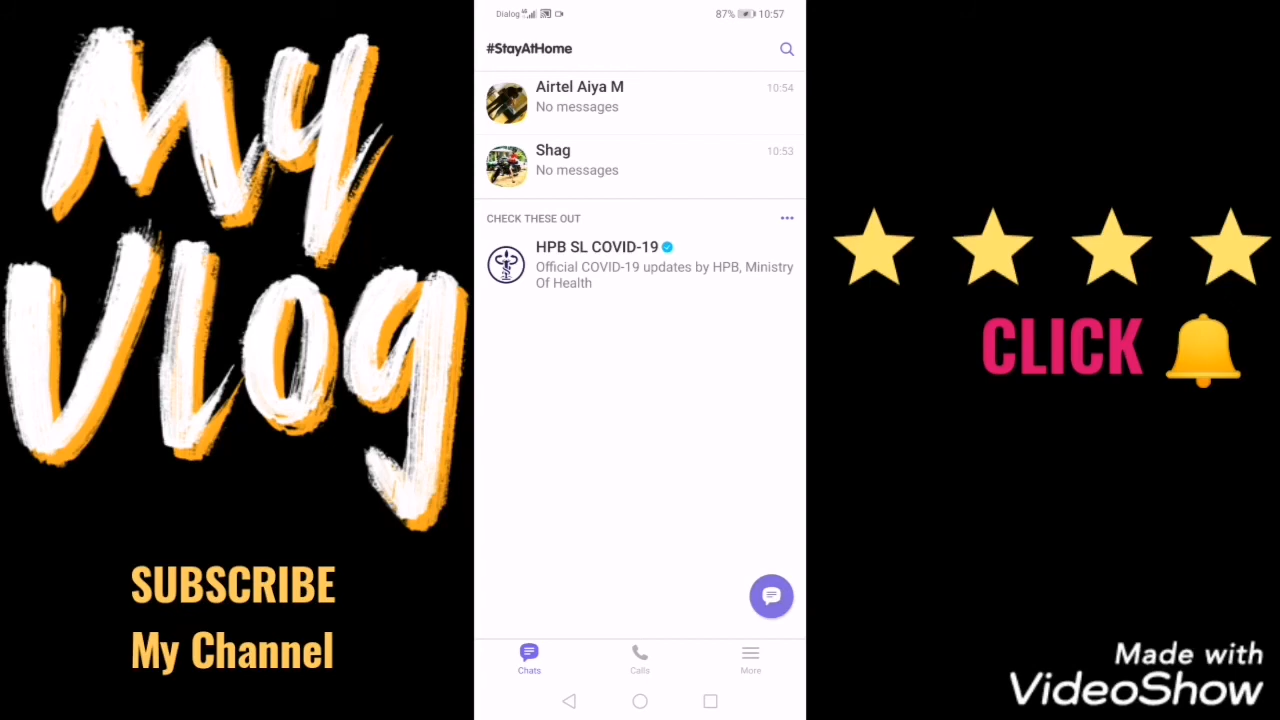 My
Vlog
SUBSCRIBE
My Channel
Dialog 87% 10:57
#StayAtHome
Airtel Aiya M 10:54
No messages
Shag 10:53
No messages
CHECK THESE OUT
HPB SL COVID-19
Official COVID-19 updates by HPB, Ministry
Of Health
Chats Calls More
CLICK
Made with
VideoShow